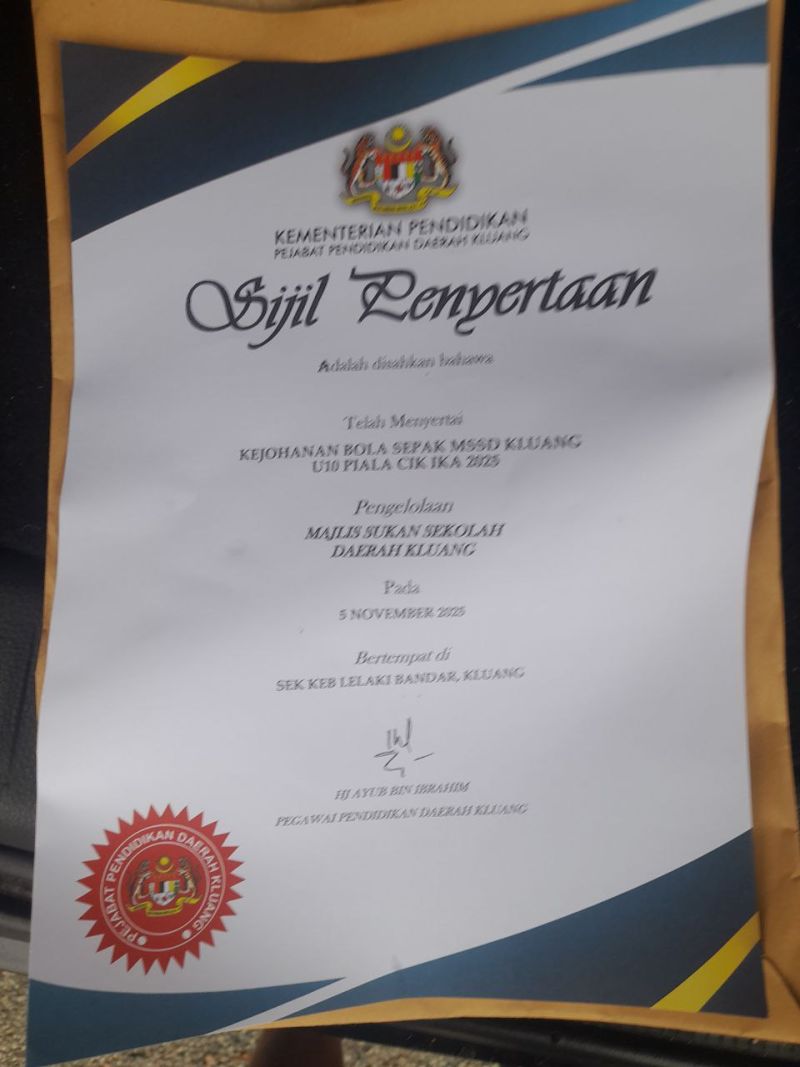 KEMENTERIAN PENDIDIKAN
PEJABAT PENDIDIKAN DAERAH KLUANG
Sijil Penyertaan
Adalah disahkan bahawa
Telah Menyertai
KEJOHANAN BOLA SEPAK MSSD KLUANG
U10 PIALA CIK IKA 2025
Pengelolaan
MAJLIS SUKAN SEKOLAH
DAERAH KLUANG
Pada
5 NOVEMBER 2025
Bertempat di
SEK KEB LELAKI BANDAR, KLUANG
HJ AYUB BIN IBRAHIM
PEGAWAI PENDIDIKAN DAERAH KLUANG
PEJABAT PENDIDIKAN DAERAH KLUANG